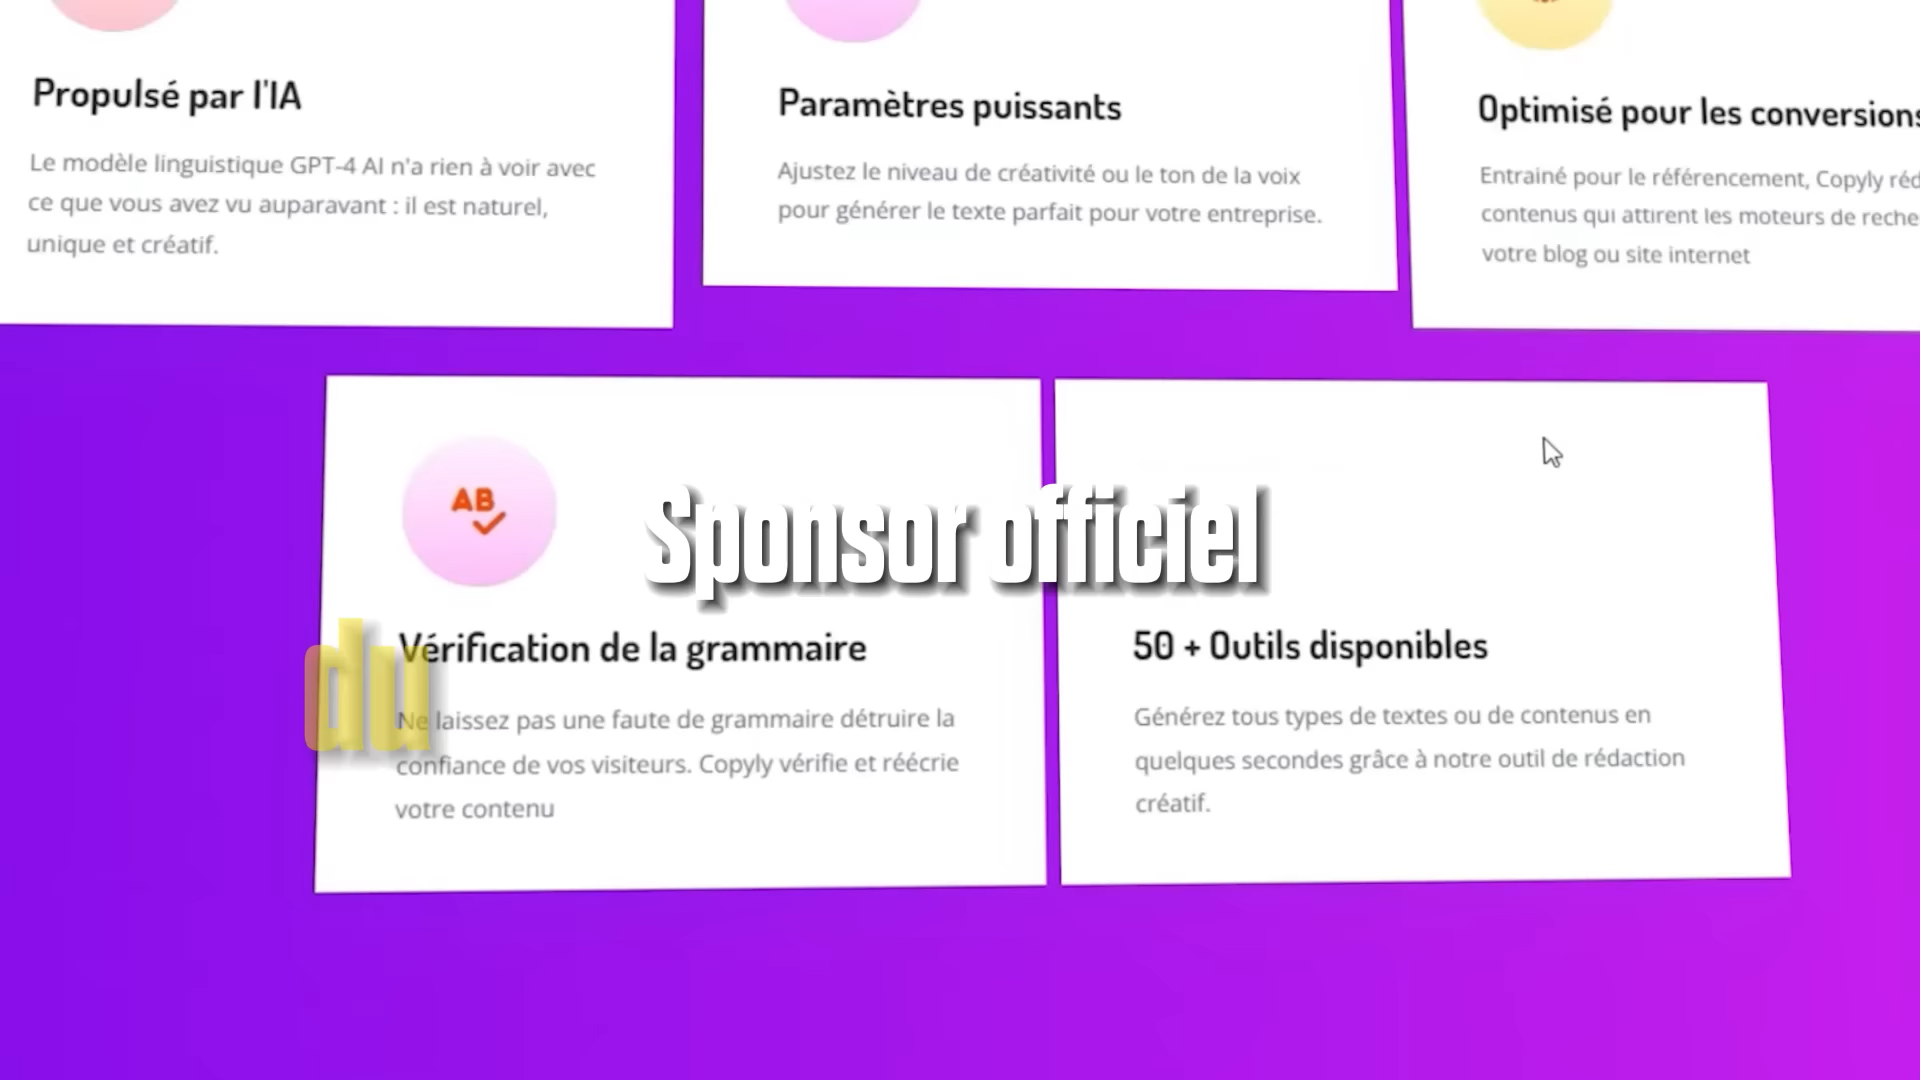 Propulsé par l'IA
Le modèle linguistique GPT-4 AI n'a rien à voir avec
ce que vous avez vu auparavant : il est naturel,
unique et créatif.
Paramètres puissants
Ajustez le niveau de créativité ou le ton de la voix
pour générer le texte parfait pour votre entreprise.
Optimisé pour les conversions
Entrainé pour le référencement, Copyly réd
contenus qui attirent les moteurs de reche
votre blog ou site internet
Sponsor officiel
du
AB
Vérification de la grammaire
Ne laissez pas une faute de grammaire détruire la
confiance de vos visiteurs. Copyly vérifie et réécrie
votre contenu
50 + Outils disponibles
Générez tous types de textes ou de contenus en
quelques secondes grâce à notre outil de rédaction
créatif.